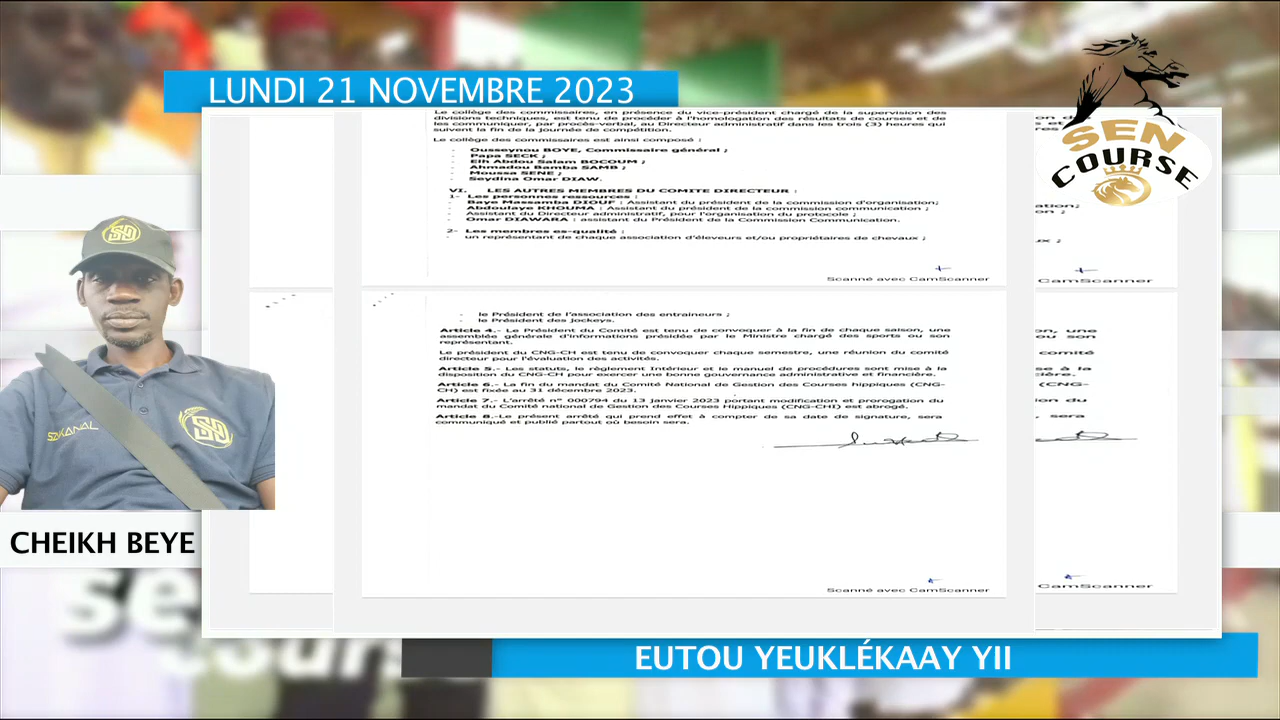 LUNDI 21 NOVEMBRE 2023
SEN
COURSE
Le collège des commissaires, en présence du vice-président chargé de la supervision des
divisions techniques, est tenu de procéder à l'homologation des résultats de courses et de
les communiquer, par procès-verbal, au Directeur administratif dans les trois (3) heures qui
suivent la fin de la journée de compétition.
Le collège des commissaires est ainsi composé :
- Ousseynou BOYE, Commissaire général ;
- Papa SECK ;
- Elh Abdou Salam BOCOUM ;
- Ahmadou Bamba SAMB ;
- Moussa SENE ;
- Seydina Omar DIAW.
VI. LES AUTRES MEMBRES DU COMITE DIRECTEUR :
1- Les personnes ressources :
- Baye Massamba DIOUF : Assistant du président de la commission d'organisation;
- Abdoulaye KHOUMA : Assistant du président de la commission communication ;
- Assistant du Directeur administratif, pour l'organisation du protocole ;
- Omar DIAWARA : assistant du Président de la Commission Communication.
2- Les membres es-qualité :
- un représentant de chaque association d'éleveurs et/ou propriétaires de chevaux ;
Scanné avec CamScanner
CamScanner
- le Président de l'association des entraineurs ;
- le Président des jockeys.
Article 4.- Le Président du Comité est tenu de convoquer à la fin de chaque saison, une
assemblée générale d'informations présidée par le Ministre chargé des sports ou son
représentant.
Le président du CNG-CH est tenu de convoquer chaque semestre, une réunion du comité
directeur pour l'évaluation des activités.
Article 5.- Les statuts, le règlement Intérieur et le manuel de procédures sont mise à la
disposition du CNG-CH pour exercer une bonne gouvernance administrative et financière.
Article 6.- La fin du mandat du Comité National de Gestion des Courses hippiques (CNG-
CH) est fixée au 31 décembre 2023.
Article 7.- L'arrêté n° 000794 du 13 janvier 2023 portant modification et prorogation du
mandat du Comité national de Gestion des Courses Hippiques (CNG-CHI) est abrogé.
Article 8.-Le présent arrêté qui prend effet à compter de sa date de signature, sera
communiqué et publié partout où besoin sera.
Scanné avec CamScanner
CamScanner
CHEIKH BEYE
EUTOU YEUKLÉKAAY YII